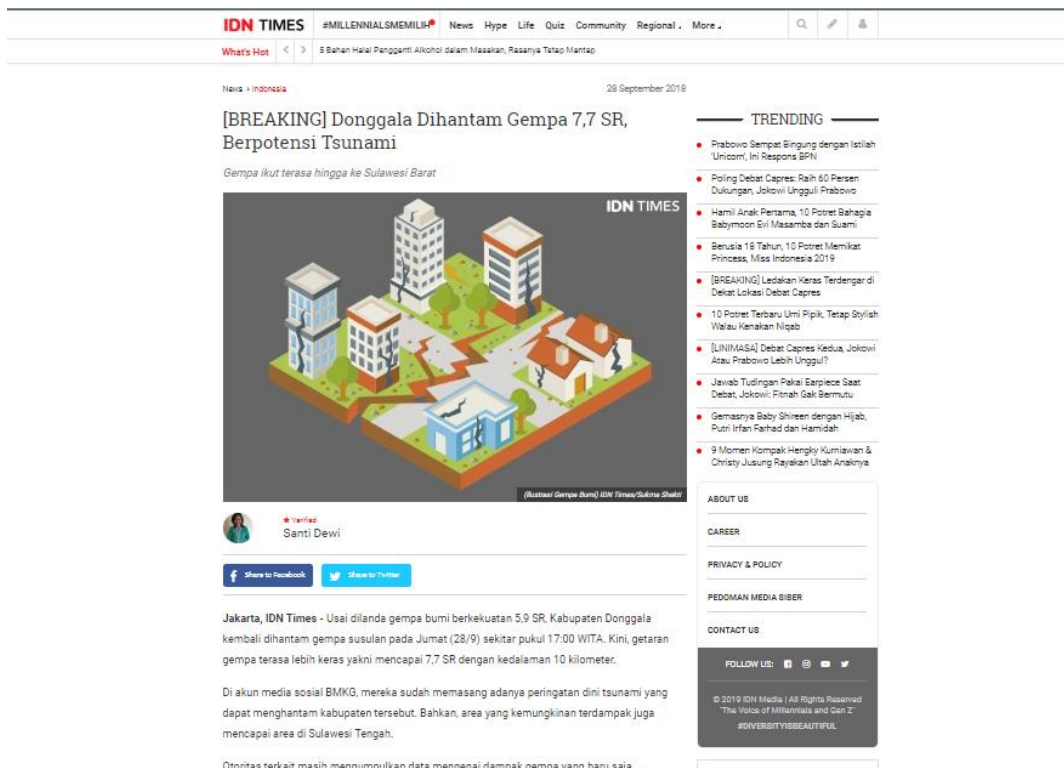 IDN TIMES #MILLENNIALSMEMILIH News Hype Life Quiz Community Regional More
What's Hot 5 Bahan Halal Pengganti Alkohol dalam Masakan, Rasanya Tetap Mantap
News > Indonesia
28 September 2018
[BREAKING] Donggala Dihantam Gempa 7,7 SR,
Berpotensi Tsunami
Gempa ikut terasa hingga ke Sulawesi Barat
IDN TIMES
(Ilustrasi Gempa Bumi) IDN Times/Sukma Shakti
Verified
Santi Dewi
Share to Facebook Share to Twitter
Jakarta, IDN Times - Usai dilanda gempa bumi berkekuatan 5,9 SR, Kabupaten Donggala
kembali dihantam gempa susulan pada Jumat (28/9) sekitar pukul 17:00 WITA. Kini, getaran
gempa terasa lebih keras yakni mencapai 7,7 SR dengan kedalaman 10 kilometer.
Di akun media sosial BMKG, mereka sudah memasang adanya peringatan dini tsunami yang
dapat menghantam kabupaten tersebut. Bahkan, area yang kemungkinan terdampak juga
mencapai area di Sulawesi Tengah.
Otoritas terkait masih mengumpulkan data mengenai dampak gempa yang baru saja
TRENDING
Prabowo Sempat Bingung dengan Istilah
'Unicorn', Ini Respons BPN
Poling Debat Capres: Raih 60 Persen
Dukungan, Jokowi Ungguli Prabowo
Hamil Anak Pertama, 10 Potret Bahagia
Babymoon Evi Masamba dan Suami
Berusia 18 Tahun, 10 Potret Memikat
Princess, Miss Indonesia 2019
[BREAKING] Ledakan Keras Terdengar di
Dekat Lokasi Debat Capres
10 Potret Terbaru Umi Pipik, Tetap Stylish
Walau Kenakan Niqab
[LINIMASA] Debat Capres Kedua, Jokowi
Atau Prabowo Lebih Unggul?
Jawab Tudingan Pakai Earpiece Saat
Debat, Jokowi: Fitnah Gak Bermutu
Gemasnya Baby Shireen dengan Hijab,
Putri Irfan Farhad dan Hamidah
9 Momen Kompak Hengky Kurniawan &
Christy Jusung Rayakan Ultah Anaknya
ABOUT US
CAREER
PRIVACY & POLICY
PEDOMAN MEDIA SIBER
CONTACT US
FOLLOW US:
© 2019 IDN Media | All Rights Reserved
"The Voice of Millennials and Gen Z"
#DIVERSITYISBEAUTIFUL